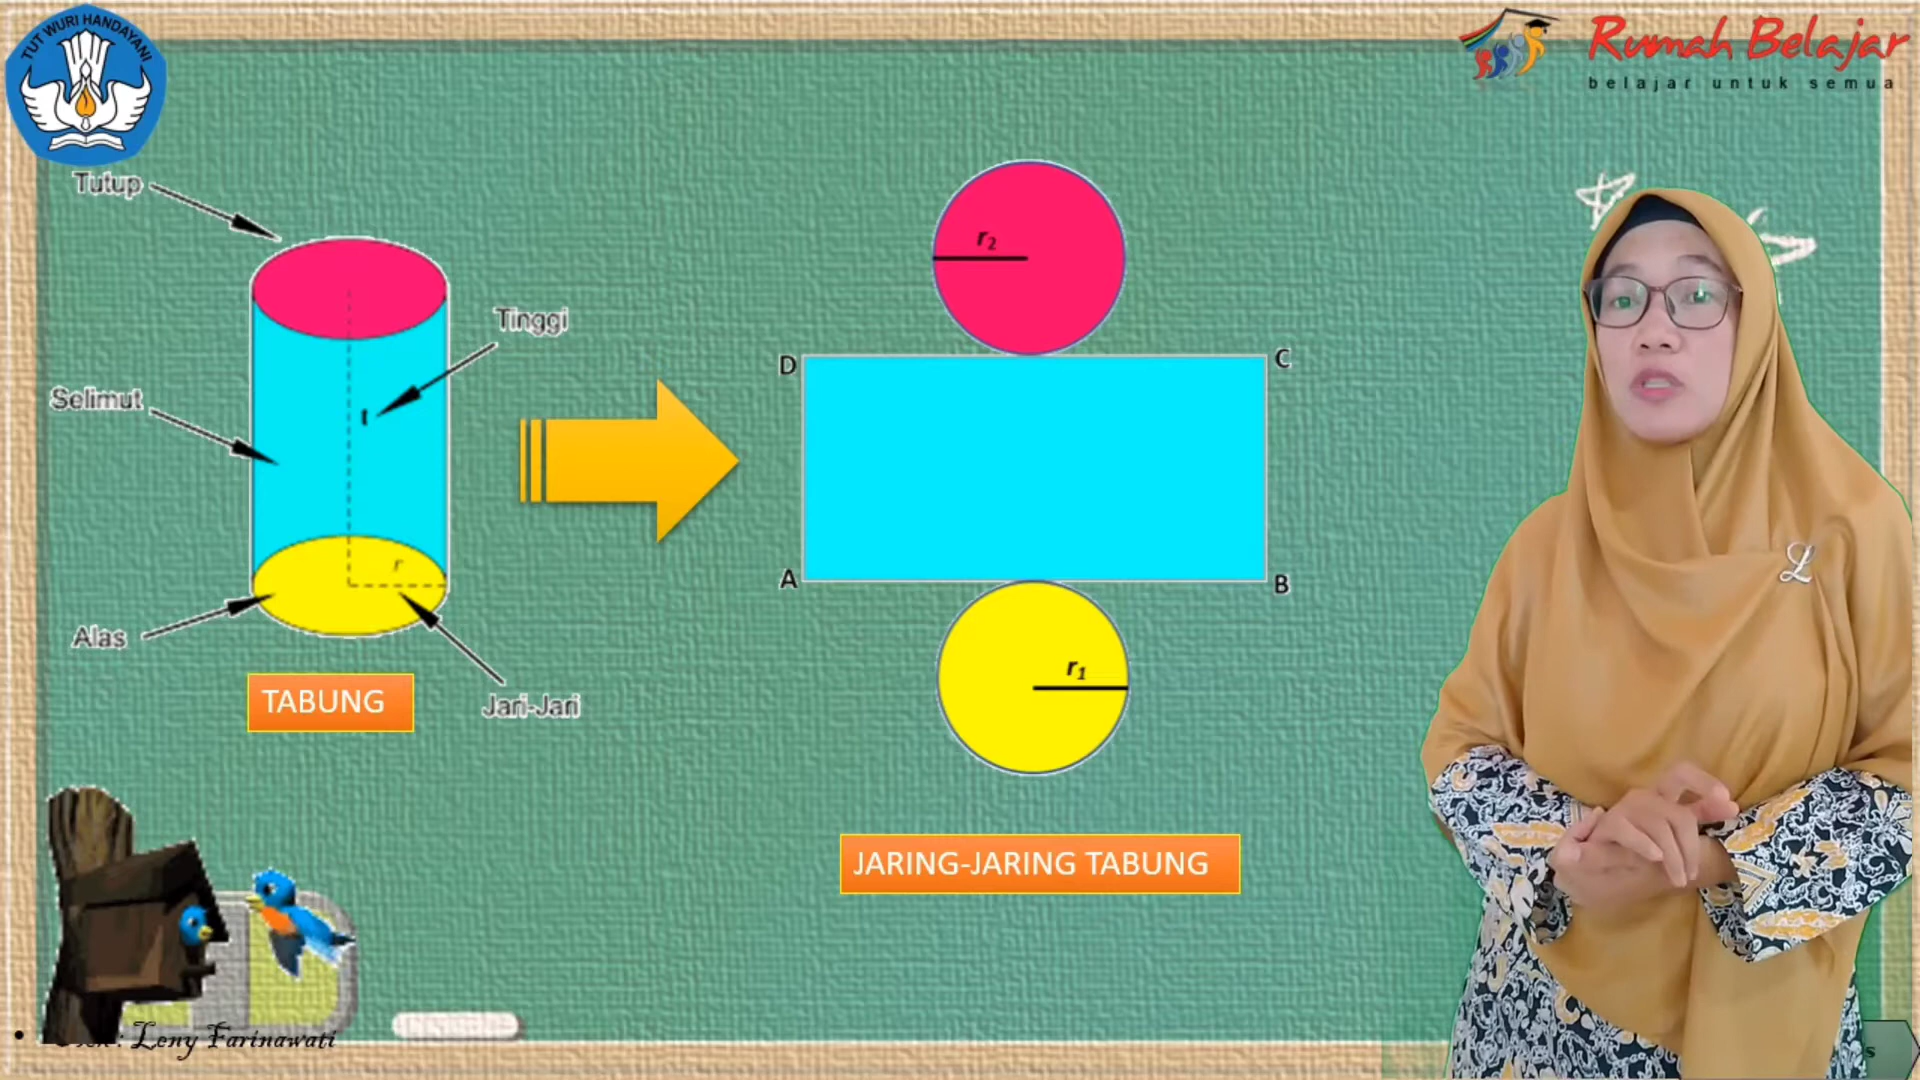 TUT WURI HANDAYANI
Rumah Belajar
belajar untuk semua
Tutup
Tinggi
Selimut
t
r
Alas
Jari-Jari
TABUNG
r2
D
C
A
B
r1
JARING-JARING TABUNG
: Leny Farinawati
L
s